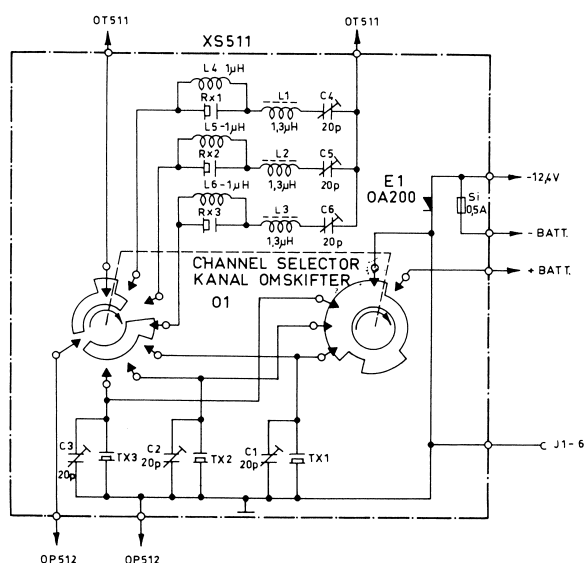 OT511
OT511
XS511
L4 1µH
Rx1
L1
1,3µH
C4
20p
L5-1µH
Rx2
L2
1,3µH
C5
20p
L6-1µH
Rx3
L3
1,3µH
C6
20p
E1
OA200
Si
0,5A
-12,4V
- BATT.
+ BATT.
CHANNEL SELECTOR
KANAL OMSKIFTER
O1
J1-6
C3
20p
TX3
C2
20p
TX2
C1
20p
TX1
OP512
OP512